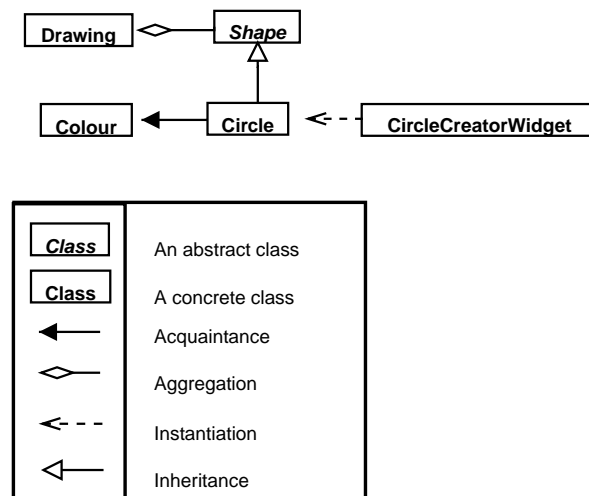 Drawing
Shape
Colour
Circle
CircleCreatorWidget
Class
An abstract class
Class
A concrete class
Acquaintance
Aggregation
Instantiation
Inheritance